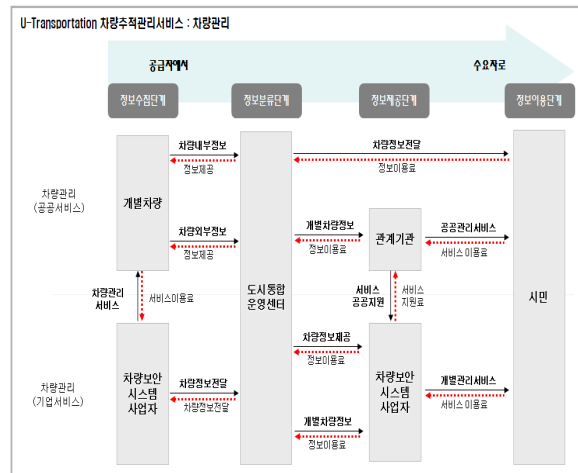 U-Transportation 차량추적관리서비스 : 차량관리
공급자에서
수요자로
정보수집단계
정보분류단계
정보제공단계
정보이용단계
차량관리
(공공서비스)
개별차량
차량내부정보
정보제공
차량정보전달
정보이용료
차량외부정보
정보제공
개별차량정보
정보이용료
관계기관
공공관리서비스
서비스 이용료
차량관리
서비스
서비스이용료
도시통합
운영센터
서비스
공공지원
서비스
지원료
시민
차량관리
(기업서비스)
차량보안
시스템
사업자
차량정보전달
차량정보전달
차량정보제공
정보이용료
개별차량정보
정보이용료
차량보안
시스템
사업자
개별관리서비스
서비스 이용료